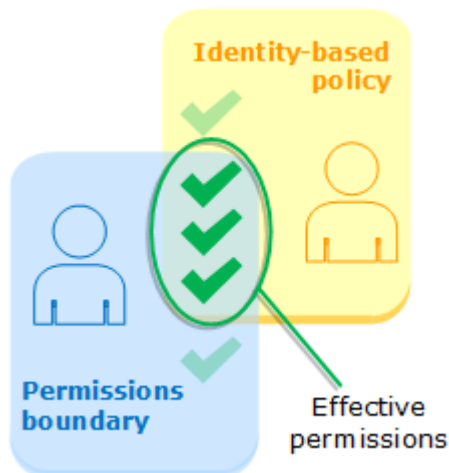 Identity-based
policy
Permissions
boundary
Effective
permissions